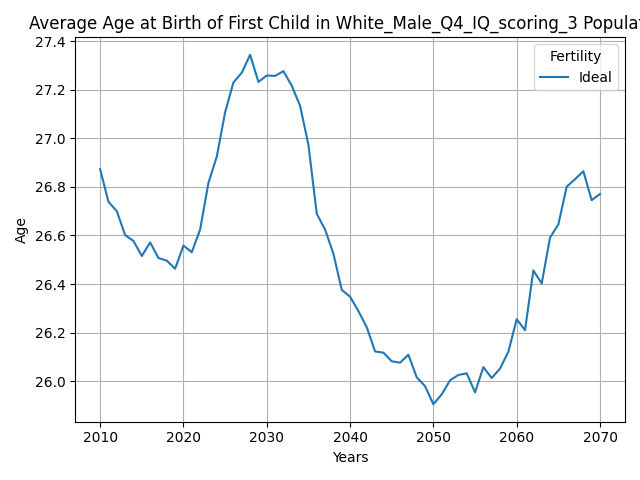 Average Age at Birth of First Child in White_Male_Q4_IQ_scoring_3 Populat
27.4
27.2
27.0
26.8
26.6
26.4
26.2
26.0
Age
Fertility
Ideal
2010 2020 2030 2040 2050 2060 2070
Years